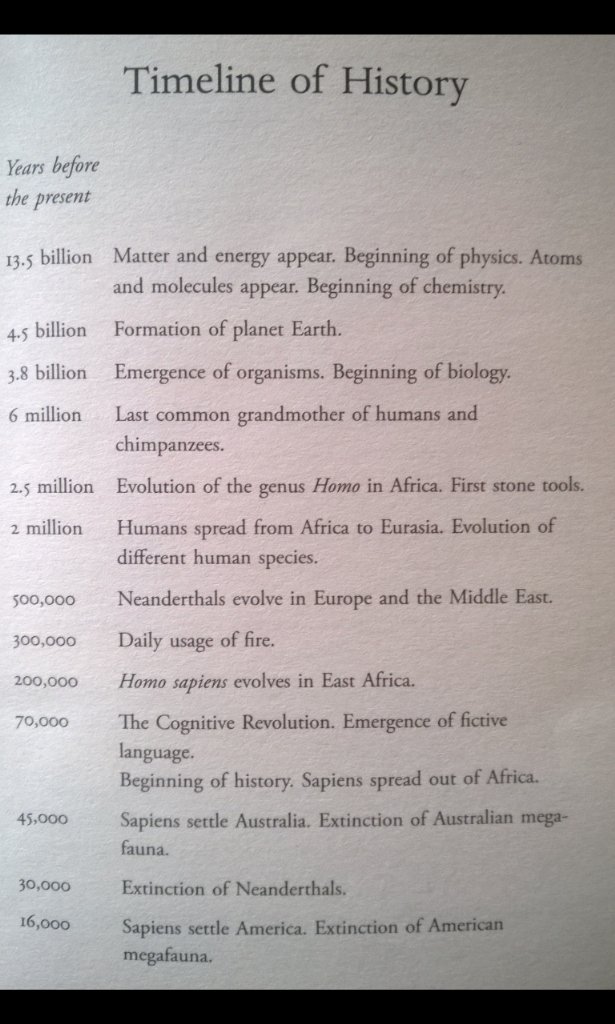 Timeline of History
Years before
the present
13.5 billion Matter and energy appear. Beginning of physics. Atoms
and molecules appear. Beginning of chemistry.
4.5 billion Formation of planet Earth.
3.8 billion Emergence of organisms. Beginning of biology.
6 million Last common grandmother of humans and
chimpanzees.
2.5 million Evolution of the genus Homo in Africa. First stone tools.
2 million Humans spread from Africa to Eurasia. Evolution of
different human species.
500,000 Neanderthals evolve in Europe and the Middle East.
300,000 Daily usage of fire.
200,000 Homo sapiens evolves in East Africa.
70,000 The Cognitive Revolution. Emergence of fictive
language.
Beginning of history. Sapiens spread out of Africa.
45,000 Sapiens settle Australia. Extinction of Australian mega-
fauna.
30,000 Extinction of Neanderthals.
16,000 Sapiens settle America. Extinction of American
megafauna.